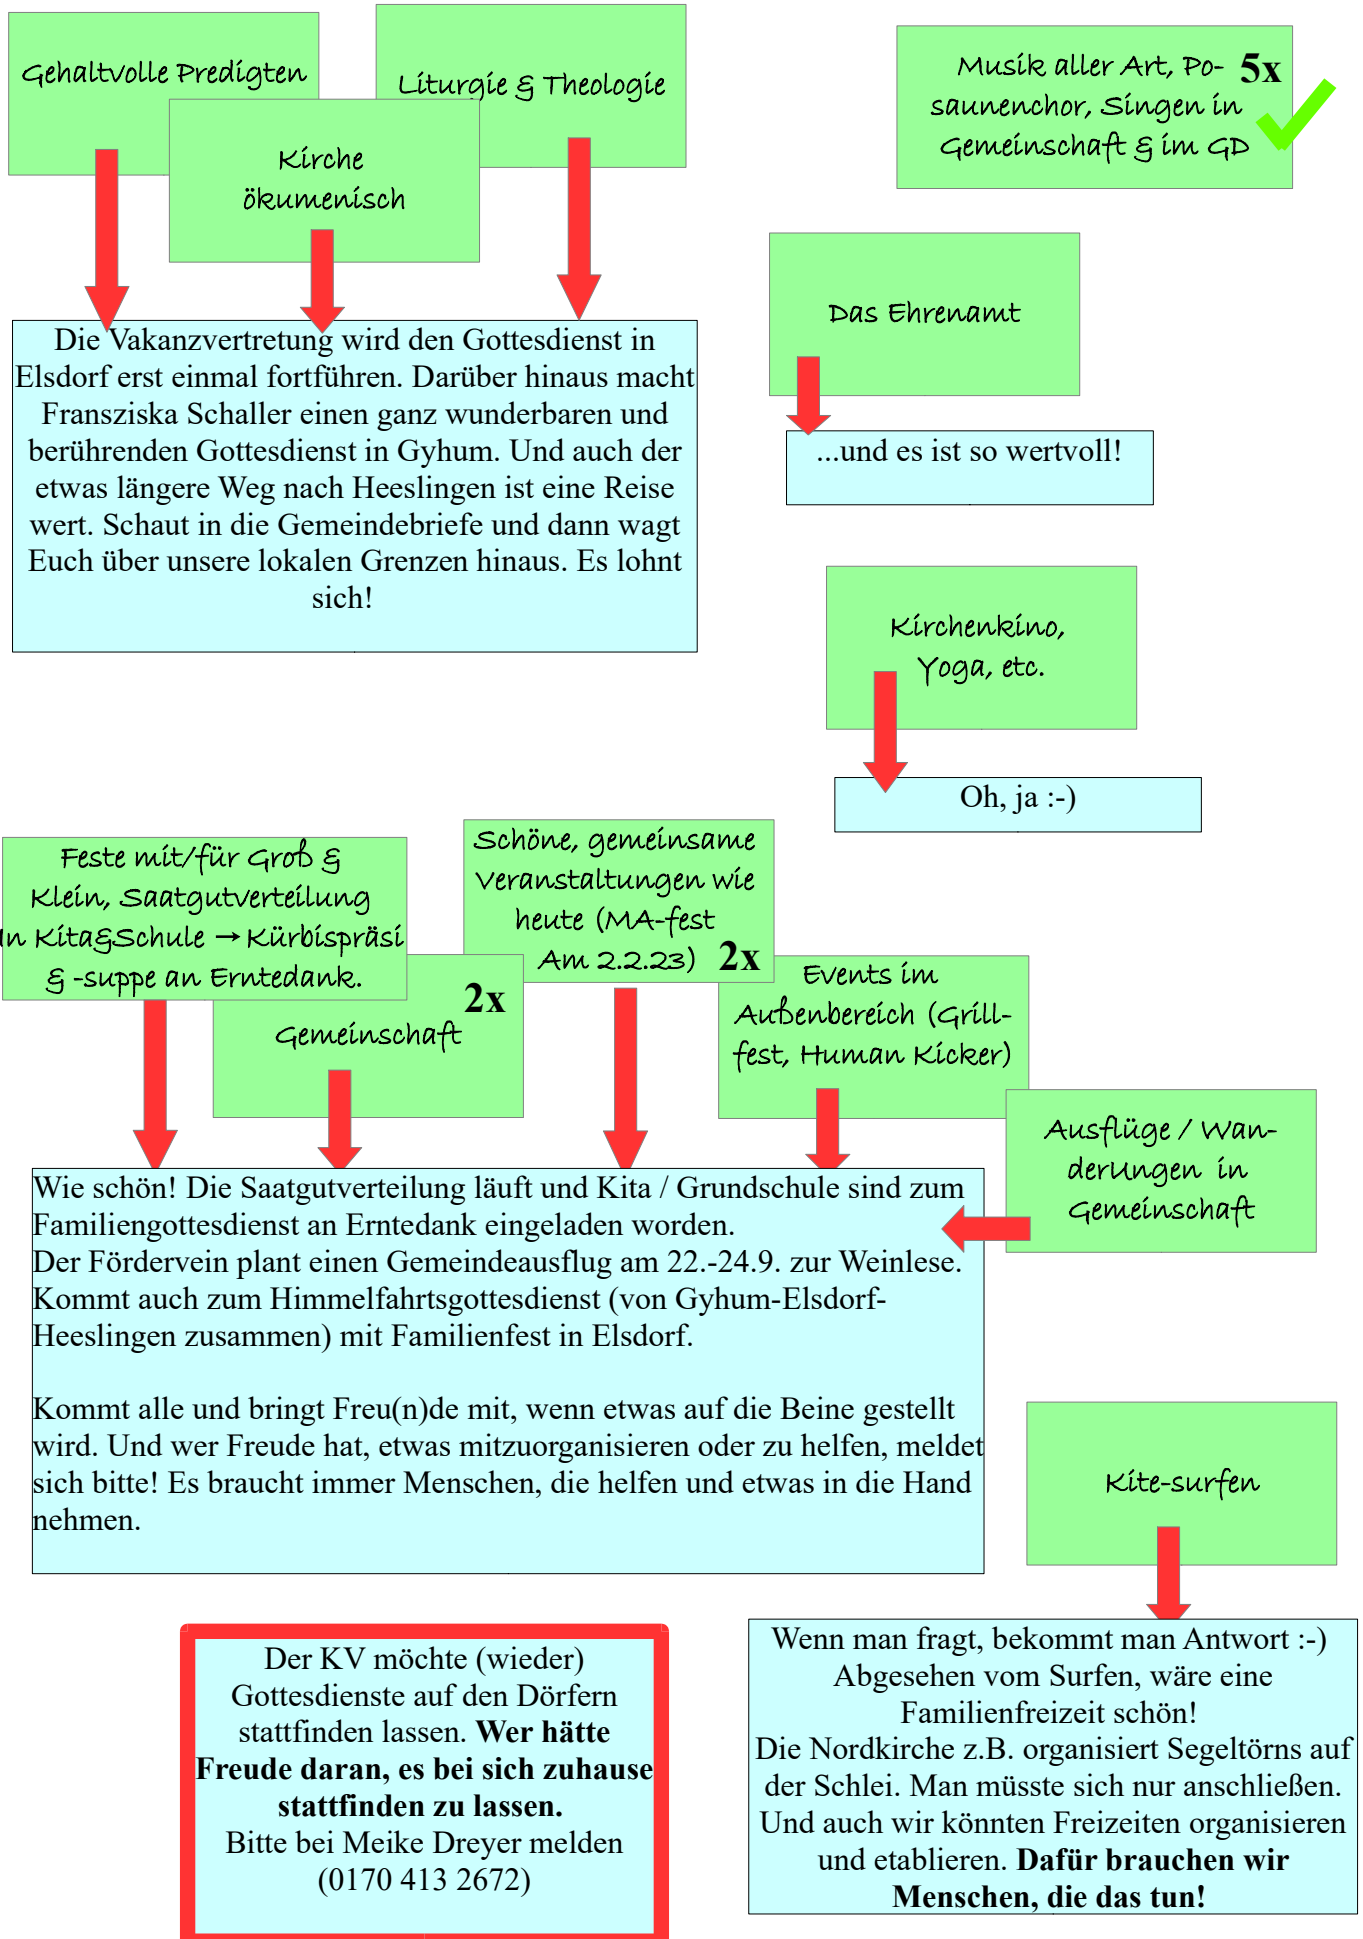 Gehaltvolle Predigten
Liturgie & Theologie
Kirche
ökumenisch
Die Vakanzvertretung wird den Gottesdienst in
Elsdorf erst einmal fortführen. Darüber hinaus macht
Fransziska Schaller einen ganz wunderbaren und
berührenden Gottesdienst in Gyhum. Und auch der
etwas längere Weg nach Heeslingen ist eine Reise
wert. Schaut in die Gemeindebriefe und dann wagt
Euch über unsere lokalen Grenzen hinaus. Es lohnt
sich!
Musik aller Art, Po- 5x
saunenchor, Singen in
Gemeinschaft & im GD
Das Ehrenamt
...und es ist so wertvoll!
Kirchenkino,
Yoga, etc.
Oh, ja :-)
Feste mit/für Groß &
Klein, Saatgutverteilung
In Kita&Schule → Kürbispräsi
& -suppe an Erntedank.
2x
Gemeinschaft
Schöne, gemeinsame
Veranstaltungen wie
heute (MA-fest
Am 2.2.23) 2x
Events im
Außenbereich (Grill-
fest, Human Kicker)
Ausflüge / Wan-
derUngen in
Gemeinschaft
Wie schön! Die Saatgutverteilung läuft und Kita / Grundschule sind zum
Familiengottesdienst an Erntedank eingeladen worden.
Der Fördervein plant einen Gemeindeausflug am 22.-24.9. zur Weinlese.
Kommt auch zum Himmelfahrtsgottesdienst (von Gyhum-Elsdorf-
Heeslingen zusammen) mit Familienfest in Elsdorf.
Kommt alle und bringt Freu(n)de mit, wenn etwas auf die Beine gestellt
wird. Und wer Freude hat, etwas mitzuorganisieren oder zu helfen, meldet
sich bitte! Es braucht immer Menschen, die helfen und etwas in die Hand
nehmen.
Kite-surfen
Wenn man fragt, bekommt man Antwort :-)
Abgesehen vom Surfen, wäre eine
Familienfreizeit schön!
Die Nordkirche z.B. organisiert Segeltörns auf
der Schlei. Man müsste sich nur anschließen.
Und auch wir könnten Freizeiten organisieren
und etablieren. Dafür brauchen wir
Menschen, die das tun!
Der KV möchte (wieder)
Gottesdienste auf den Dörfern
stattfinden lassen. Wer hätte
Freude daran, es bei sich zuhause
stattfinden zu lassen.
Bitte bei Meike Dreyer melden
(0170 413 2672)